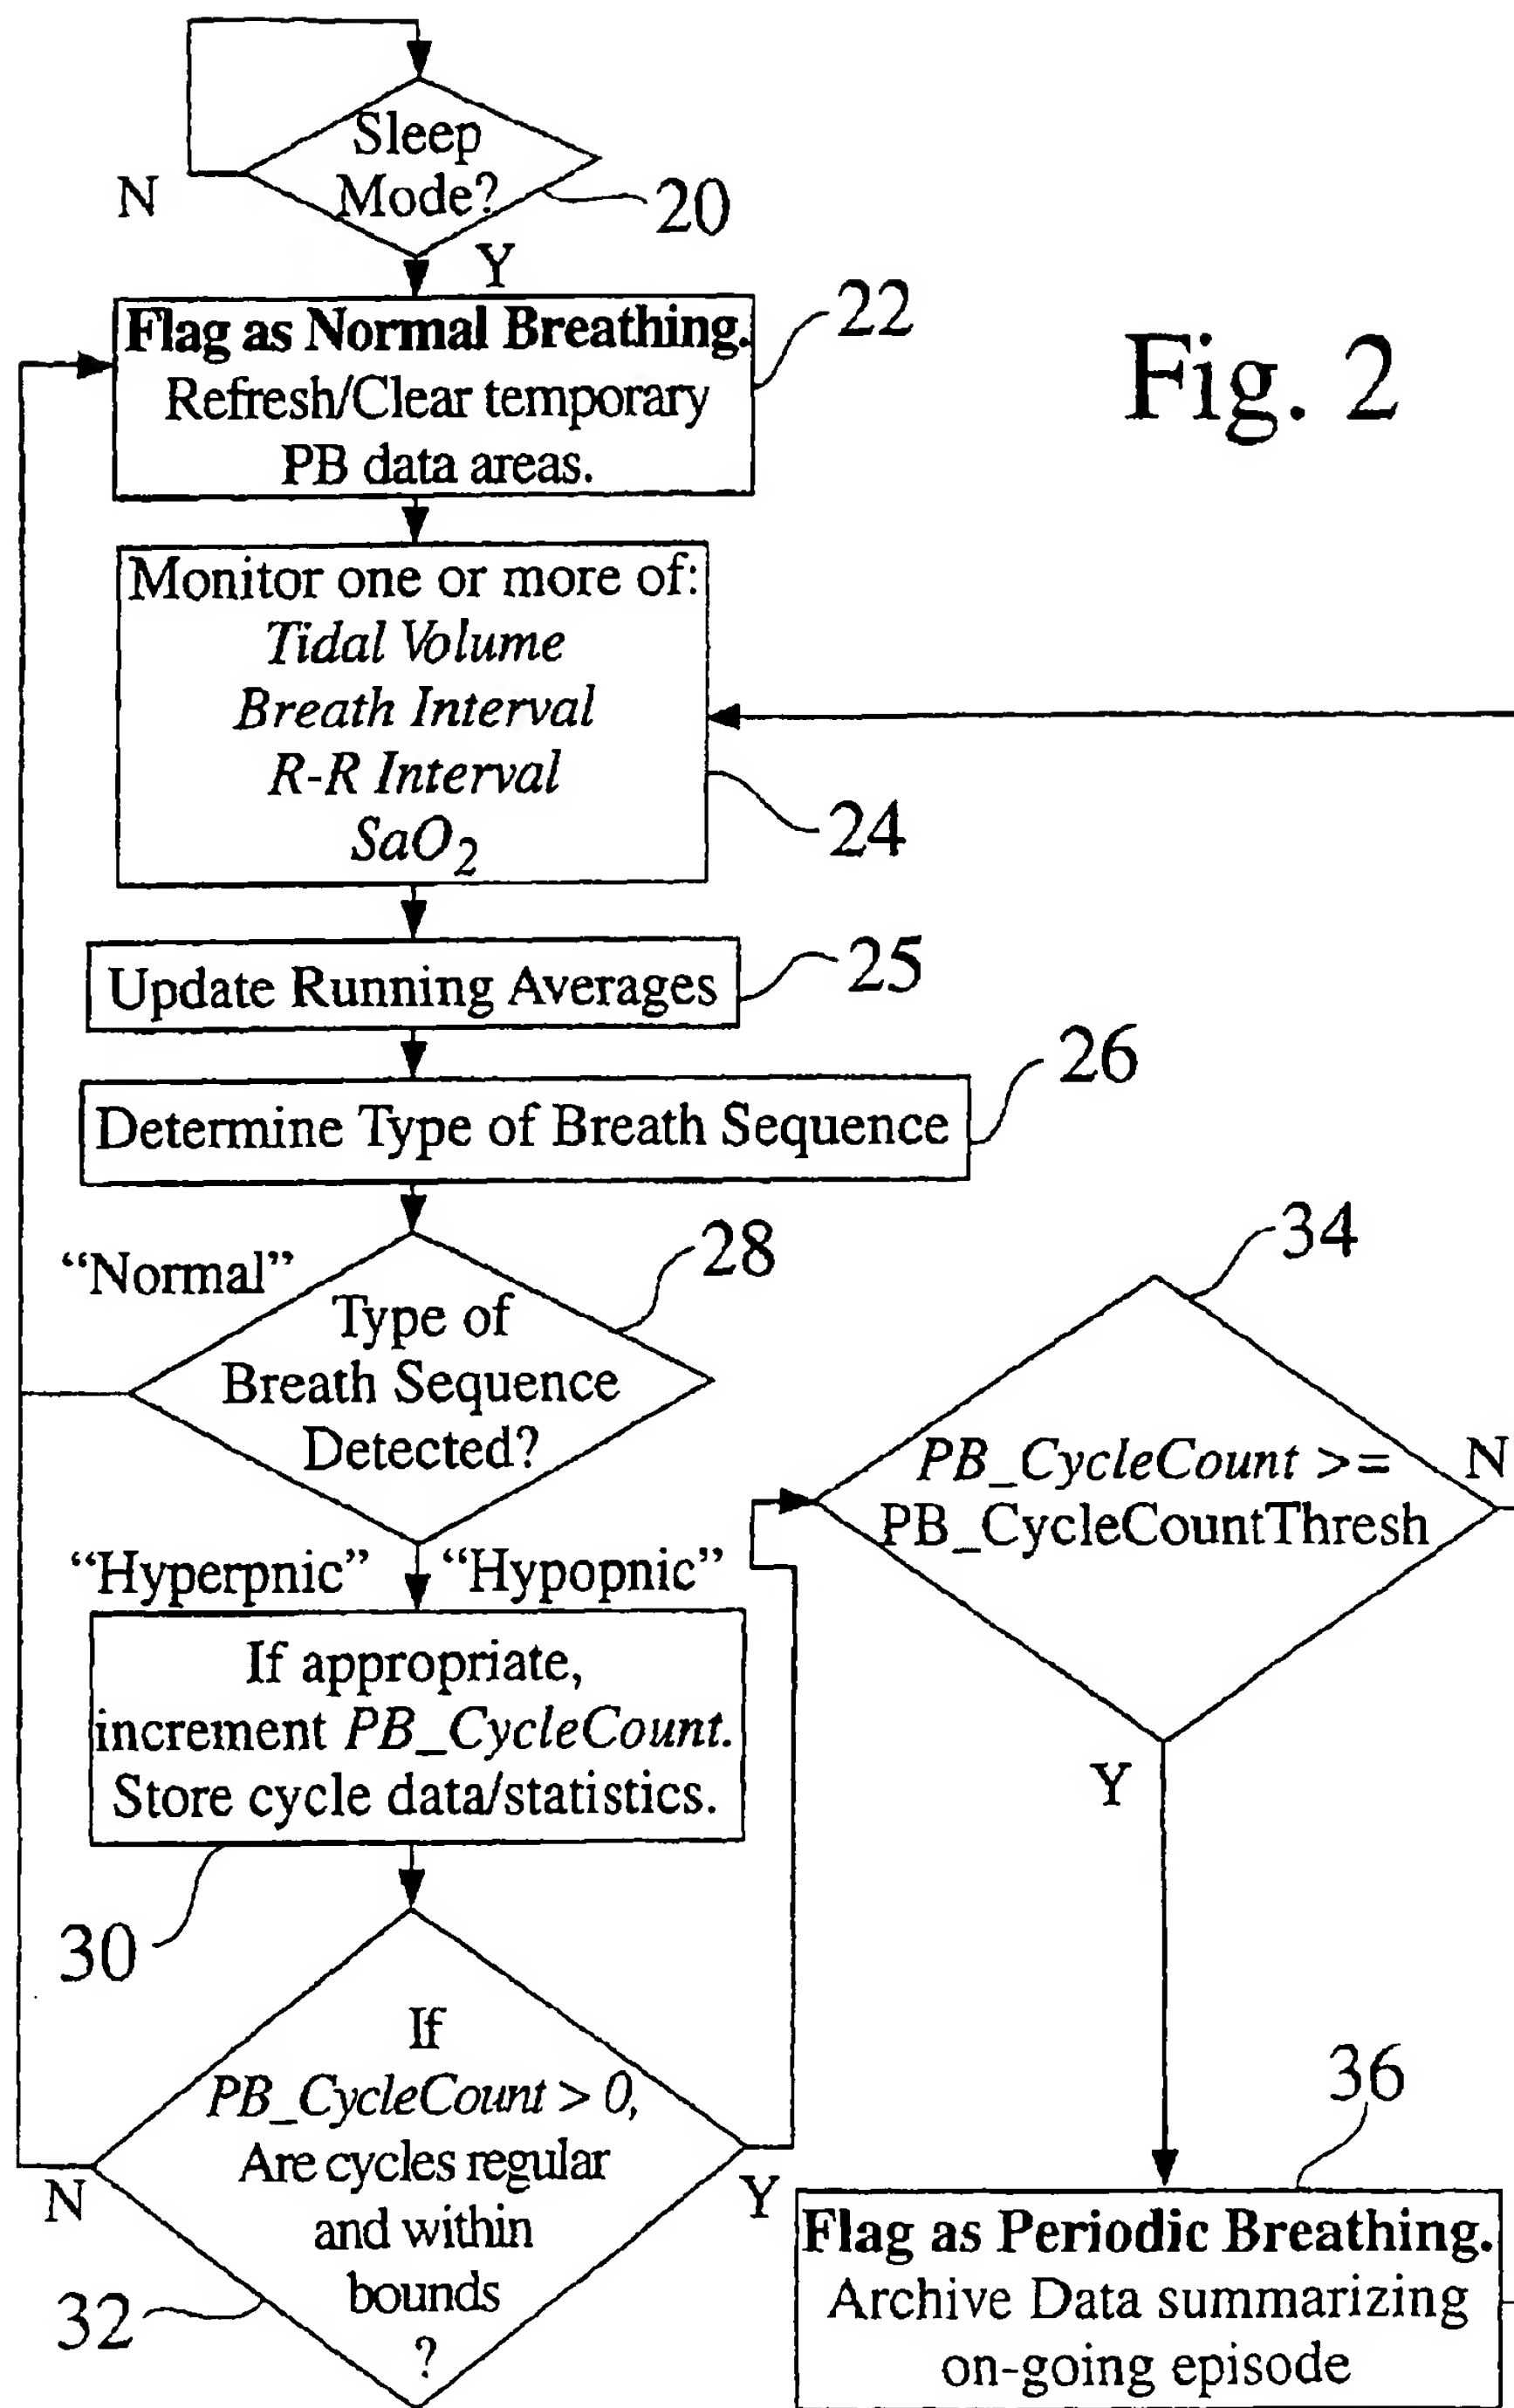 Sleep
Mode?
N
20
Y
Flag as Normal Breathing.
Refresh/Clear temporary
PB data areas.
22
Fig. 2
Monitor one or more of:
Tidal Volume
Breath Interval
R-R Interval
SaO2
24
Update Running Averages
25
Determine Type of Breath Sequence
26
"Normal"
Type of
Breath Sequence
Detected?
28
"Hyperpnic" "Hypopnic"
If appropriate,
increment PB_CycleCount.
Store cycle data/statistics.
30
If
PB_CycleCount > 0,
Are cycles regular
and within
bounds
?
N
Y
32
34
PB_CycleCount >=
PB_CycleCountThresh
N
Y
36
Flag as Periodic Breathing.
Archive Data summarizing
on-going episode